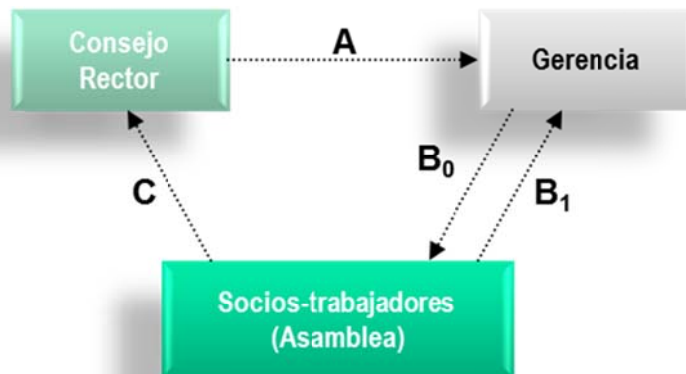 Consejo
Rector
A
Gerencia
B₀
B₁
C
Socios-trabajadores
(Asamblea)